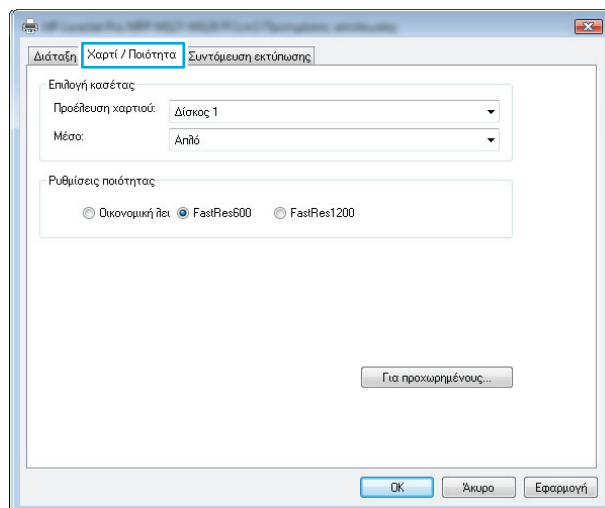 Διάταξη Χαρτί / Ποιότητα Συντόμευση εκτύπωσης
Επιλογή κασέτας
Προέλευση χαρτιού: Δίσκος 1
Μέσο: Απλό
Ρυθμίσεις ποιότητας
Οικονομική λει FastRes600 FastRes1200
Για προχωρημένους...
OK Άκυρο Εφαρμογή